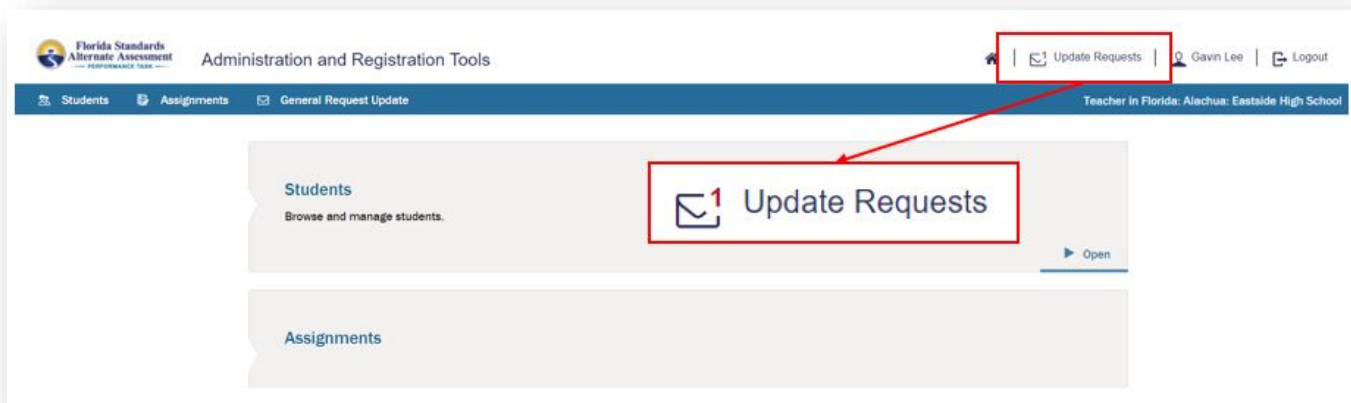 Florida Standards
Alternate Assessment
PERFORMANCE TASK
Administration and Registration Tools
1 Update Requests
Gavin Lee
Logout
Students
Assignments
General Request Update
Teacher in Florida: Alachua: Eastside High School
Students
Browse and manage students.
1 Update Requests
Open
Assignments